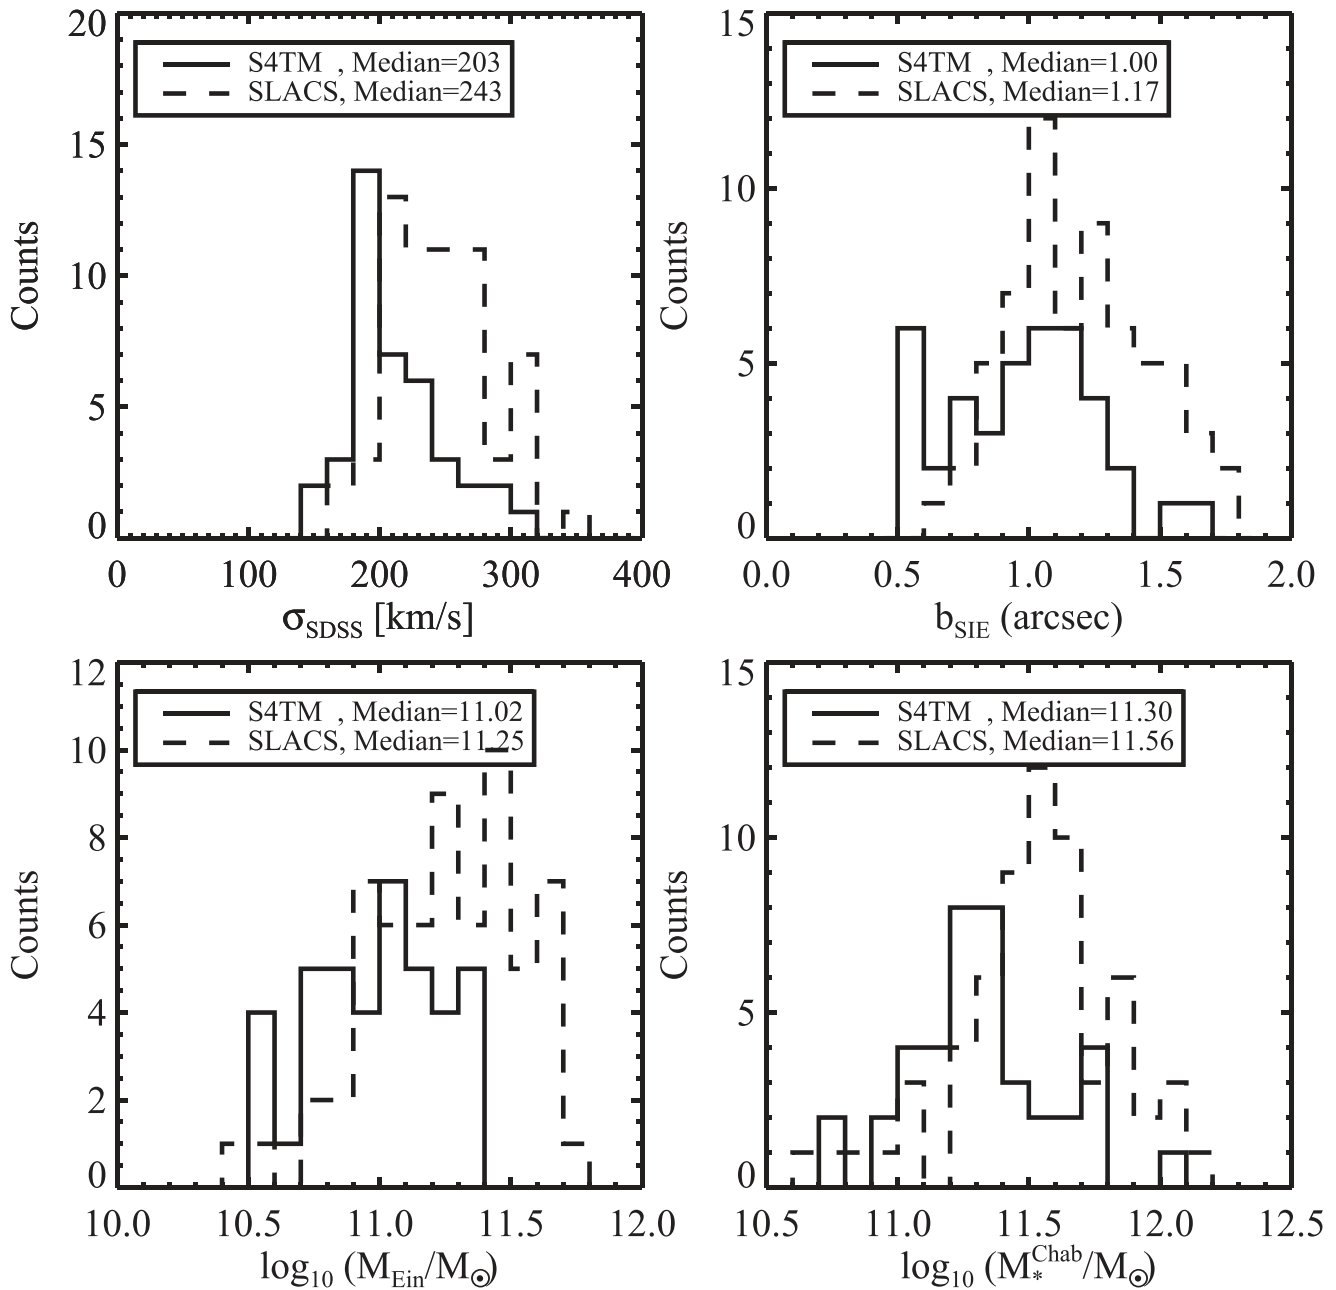 20
15
10
5
0
Counts
S4TM , Median=203
SLACS, Median=243
0 100 200 300 400
σSDSS [km/s]
15
10
5
0
Counts
S4TM , Median=1.00
SLACS, Median=1.17
0.0 0.5 1.0 1.5 2.0
bSIE (arcsec)
12
10
8
6
4
2
0
Counts
S4TM , Median=11.02
SLACS, Median=11.25
10.0 10.5 11.0 11.5 12.0
log10 (MEin/M⊙)
15
10
5
0
Counts
S4TM , Median=11.30
SLACS, Median=11.56
10.5 11.0 11.5 12.0 12.5
log10 (M*Chab/M⊙)